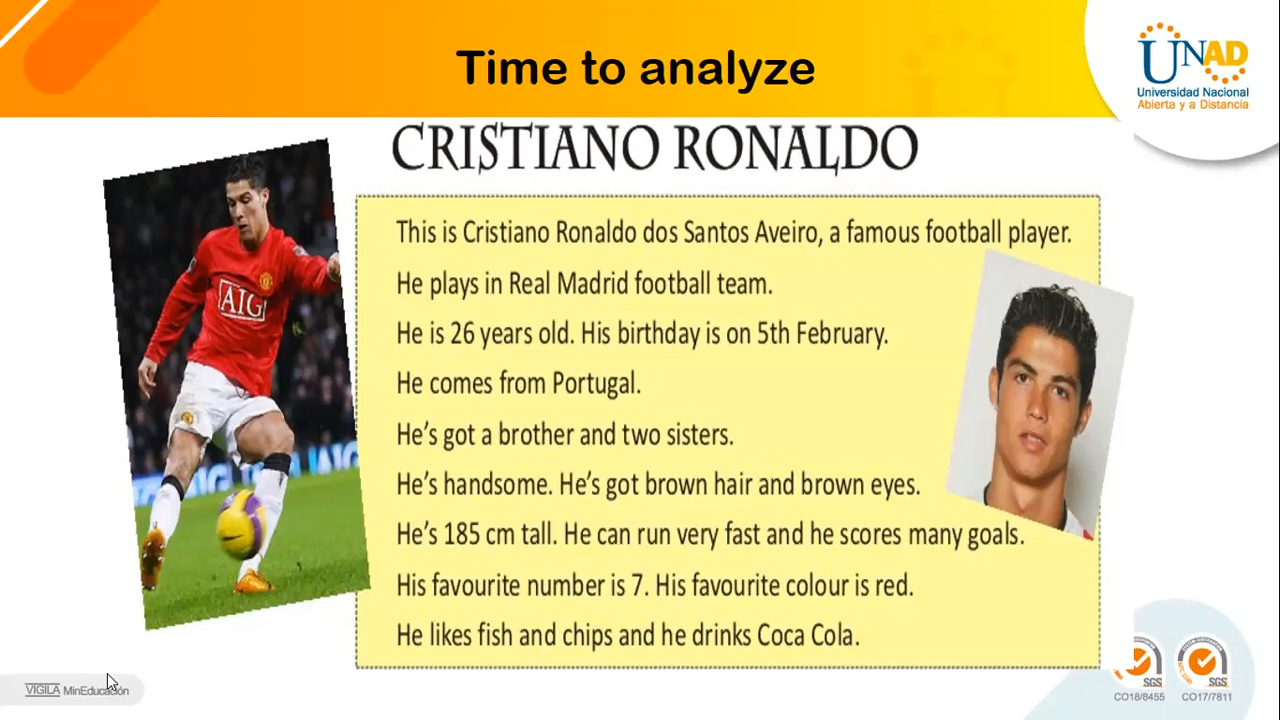 Time to analyze
UNAD
Universidad Nacional
Abierta y a Distancia
CRISTIANO RONALDO
This is Cristiano Ronaldo dos Santos Aveiro, a famous football player.
He plays in Real Madrid football team.
He is 26 years old. His birthday is on 5th February.
He comes from Portugal.
He's got a brother and two sisters.
He's handsome. He's got brown hair and brown eyes.
He's 185 cm tall. He can run very fast and he scores many goals.
His favourite number is 7. His favourite colour is red.
He likes fish and chips and he drinks Coca Cola.
AIG
VIGILA MinEducación
SGS SGS
CO18/8455 CO17/7811